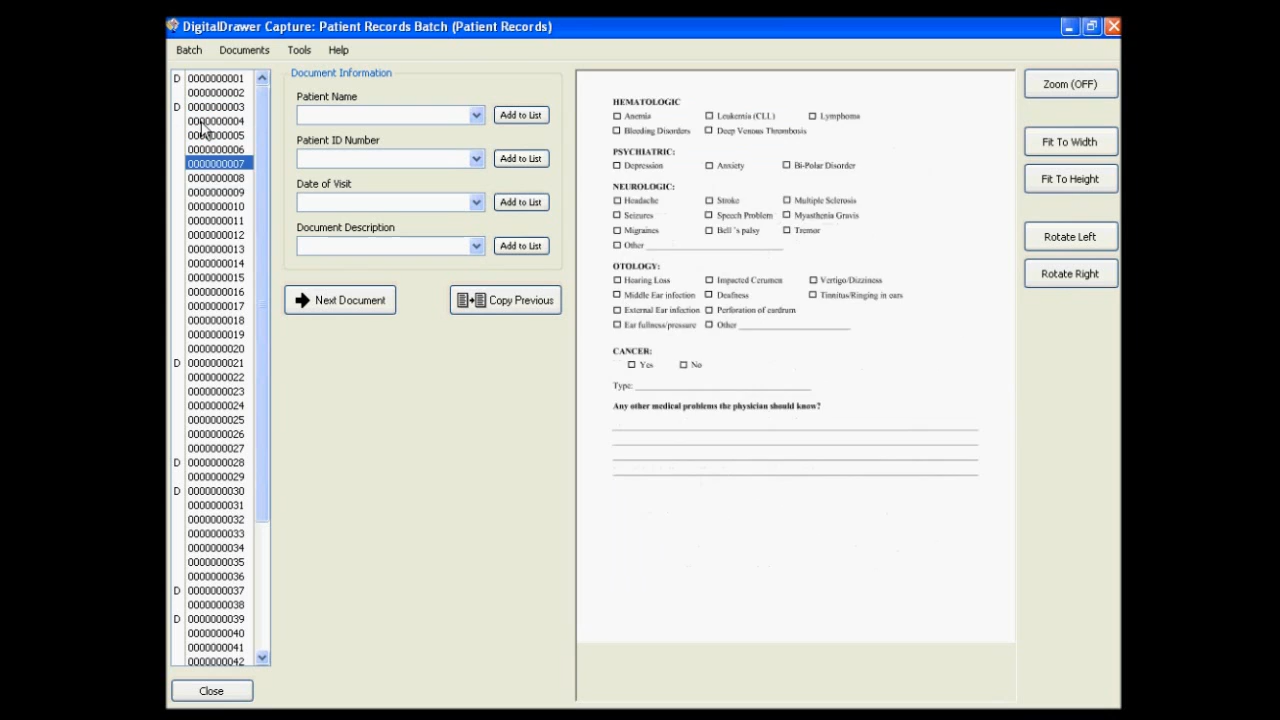 DigitalDrawer Capture: Patient Records Batch (Patient Records)
Batch Documents Tools Help
D 0000000001
0000000002
D 0000000003
0000000004
0000000005
0000000006
0000000007
0000000008
0000000009
0000000010
0000000011
0000000012
0000000013
0000000014
0000000015
0000000016
0000000017
0000000018
0000000019
0000000020
D 0000000021
0000000022
0000000023
0000000024
0000000025
0000000026
0000000027
D 0000000028
0000000029
D 0000000030
0000000031
0000000032
0000000033
0000000034
0000000035
0000000036
D 0000000037
0000000038
D 0000000039
0000000040
0000000041
0000000042
Close
Document Information
Patient Name
Add to List
Patient ID Number
Add to List
Date of Visit
Add to List
Document Description
Add to List
Next Document Copy Previous
HEMATOLOGIC
Anemia Leukemia (CLL) Lymphoma
Bleeding Disorders Deep Venous Thrombosis
PSYCHIATRIC:
Depression Anxiety Bi-Polar Disorder
NEUROLOGIC:
Headache Stroke Multiple Sclerosis
Seizures Speech Problem Myasthenia Gravis
Migraines Bell 's palsy Tremor
Other
OTOLOGY:
Hearing Loss Impacted Cerumen Vertigo/Dizziness
Middle Ear infection Deafness Tinnitus/Ringing in ears
External Ear infection Perforation of eardrum
Ear fullness/pressure Other
CANCER:
Yes No
Type:
Any other medical problems the physician should know?
Zoom (OFF)
Fit To Width
Fit To Height
Rotate Left
Rotate Right